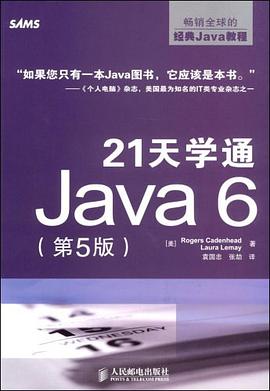 SAMS
畅销全球的
经典Java教程
“如果您只有一本Java图书，它应该是本书。”
——《个人电脑》杂志，美国最为知名的IT类专业杂志之一
21天学通
Java 6
（第5版）
[美] Rogers Cadenhead 著
Laura Lemay
袁国忠 张劼 译
15
16
WEDNESDAY
人民邮电出版社
POSTS & TELECOM PRESS